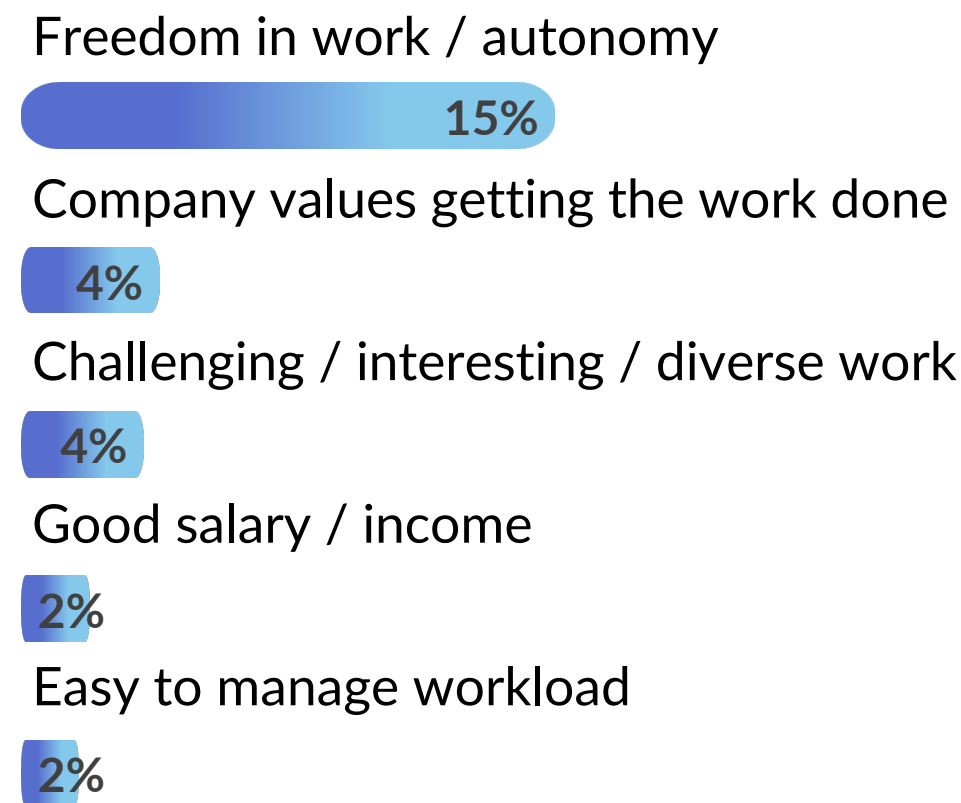 Freedom in work / autonomy
15%
Company values getting the work done
4%
Challenging / interesting / diverse work
4%
Good salary / income
2%
Easy to manage workload
2%